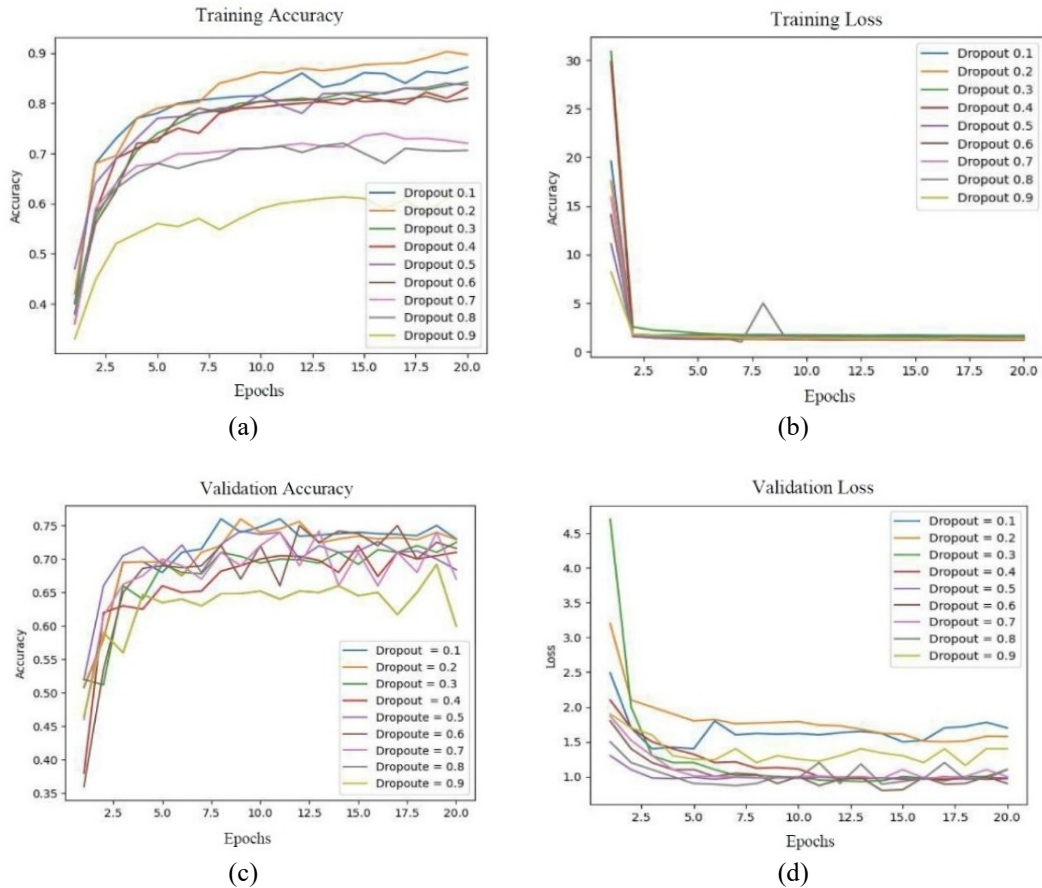 Training Accuracy
0.9
0.8
0.7
0.6
0.5
0.4
Accuracy
Dropout 0.1
Dropout 0.2
Dropout 0.3
Dropout 0.4
Dropout 0.5
Dropout 0.6
Dropout 0.7
Dropout 0.8
Dropout 0.9
2.5 5.0 7.5 10.0 12.5 15.0 17.5 20.0
Epochs
(a)
Training Loss
30
25
20
15
10
5
0
Accuracy
Dropout 0.1
Dropout 0.2
Dropout 0.3
Dropout 0.4
Dropout 0.5
Dropout 0.6
Dropout 0.7
Dropout 0.8
Dropout 0.9
2.5 5.0 7.5 10.0 12.5 15.0 17.5 20.0
Epochs
(b)
Validation Accuracy
0.75
0.70
0.65
0.60
0.55
0.50
0.45
0.40
0.35
Accuracy
Dropout = 0.1
Dropout = 0.2
Dropout = 0.3
Dropout = 0.4
Dropoute = 0.5
Dropoute = 0.6
Dropoute = 0.7
Dropoute = 0.8
Dropoute = 0.9
2.5 5.0 7.5 10.0 12.5 15.0 17.5 20.0
Epochs
(c)
Validation Loss
4.5
4.0
3.5
3.0
2.5
2.0
1.5
1.0
Loss
Dropout = 0.1
Dropout = 0.2
Dropout = 0.3
Dropout = 0.4
Dropout = 0.5
Dropout = 0.6
Dropout = 0.7
Dropout = 0.8
Dropout = 0.9
2.5 5.0 7.5 10.0 12.5 15.0 17.5 20.0
Epochs
(d)